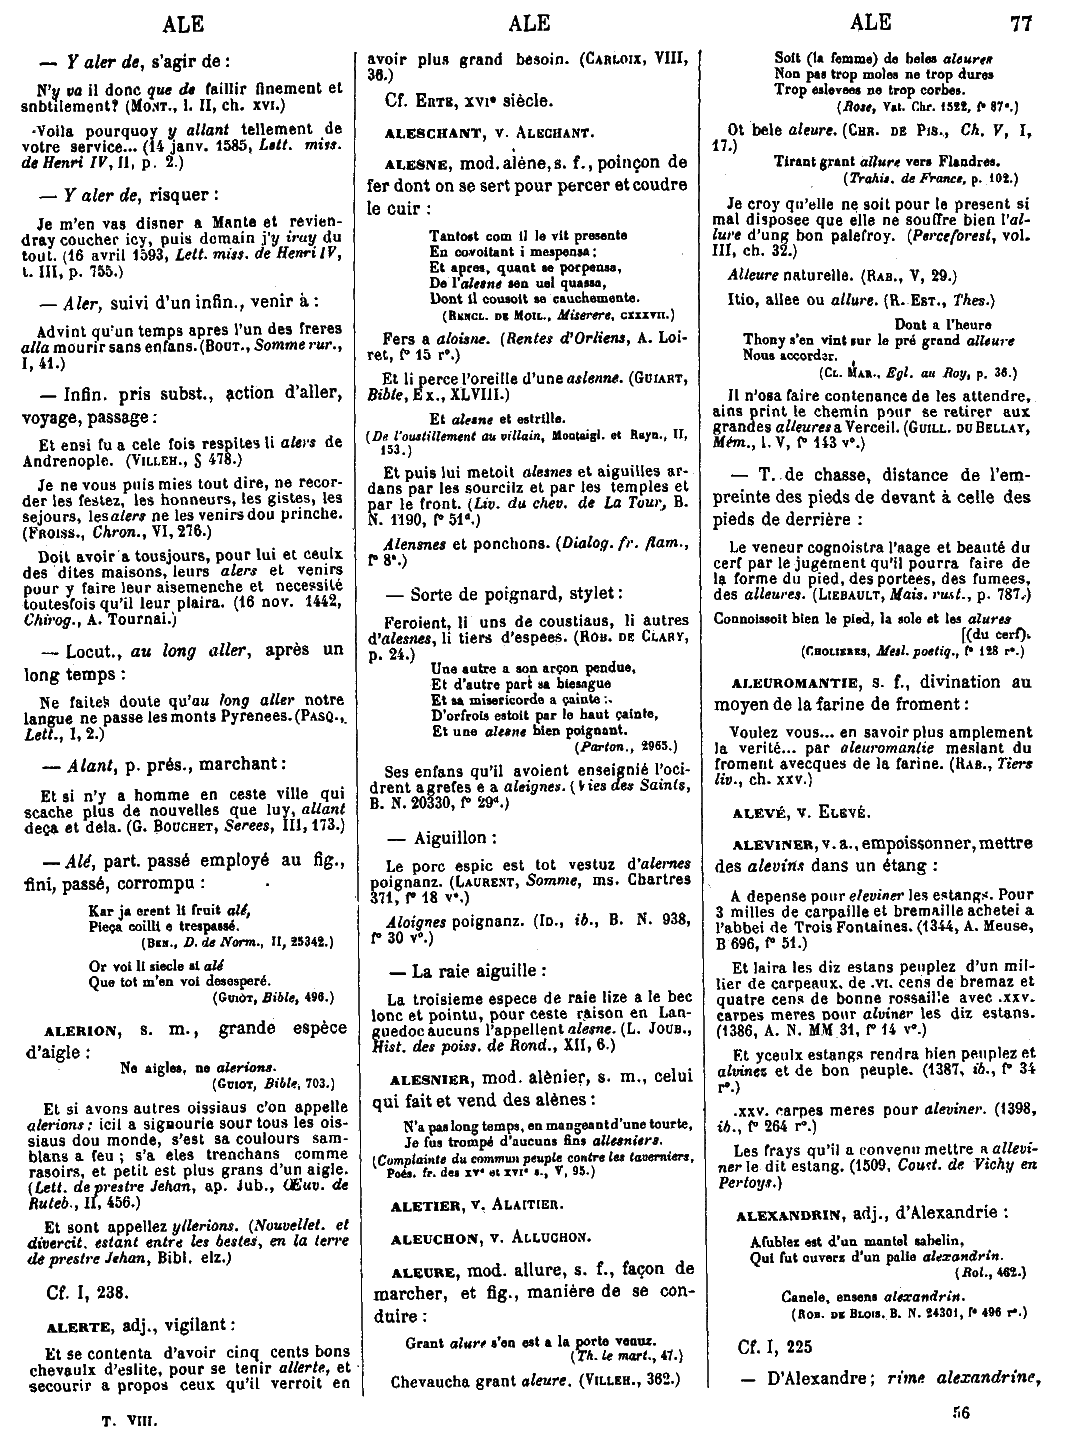 ALE
ALE
ALE
77
— Y aler de, s'agir de :
N'y va il donc que de faillir finement et
snbtilement? (MONT., l. II, ch. XVI.)
Voila pourquoy y allant tellement de
votre service... (14 janv. 1585, Lett. miss.
de Henri IV, II, p. 2.)
— Y aler de, risquer :
Je m'en vas disner a Mante et revien-
dray coucher icy, puis domain j'y iray du
tout. (16 avril 1593, Lett. miss. de Henri IV,
t. III, p. 755.)
— Aler, suivi d'un infin., venir à :
Advint qu'un temps apres l'un des freres
alla mourir sans enfans. (BOUT., Somme rur.,
I, 41.)
— Infin. pris subst., action d'aller,
voyage, passage :
Et ensi fu a cele fois respites li alers de
Andrenople. (VILLEH., § 478.)
Je ne vous puis mies tout dire, ne recor-
der les festez, les honneurs, les gistes, les
sejours, les alers ne les venirs dou prinche.
(FROISS., Chron., VI, 276.)
Doit avoir a tousjours, pour lui et ceulx
des dites maisons, leurs alers et venirs
pour y faire leur aisemenche et necessité
toutesfois qu'il leur plaira. (16 nov. 1442,
Chirog., A. Tournai.)
— Locut., au long aller, après un
long temps :
Ne faites doute qu'au long aller notre
langue ne passe les monts Pyrenees. (PASQ.,
Lett., I, 2.)
— Alant, p. prés., marchant :
Et si n'y a homme en ceste ville qui
scache plus de nouvelles que luy, allant
deça et dela. (G. BOUCHET, Serees, III, 173.)
— Alé, part. passé employé au fig.,
fini, passé, corrompu :
Kar ja erent li fruit alé,
Pieça coilli e trespassé.
(BEN., D. de Norm., II, 25342.)
Or voi li siecle si alé
Que tot m'en voi desesperé.
(GUIOT, Bible, 496.)
ALERION, s. m., grande espèce
d'aigle :
Ne aigles, ne alerions.
(GUIOT, Bible, 703.)
Et si avons autres oissiaus c'on appelle
alerions : icil a signourie sour tous les ois-
siaus dou monde, s'est sa coulours sam-
blans a feu ; s'a eles trenchans comme
rasoirs, et petit est plus grans d'un aigle.
(Lett. de prestre Jehan, ap. Jub., Œuv. de
Ruteb., II, 456.)
Et sont appellez yllerions. (Nouvellet. et
divercit. estant entre les bestes, en la terre
de prestre Jehan, Bibl. elz.)
Cf. I, 238.
ALERTE, adj., vigilant :
Et se contenta d'avoir cinq cents bons
chevaulx d'eslite, pour se tenir allerte, et
secourir a propos ceux qu'il verroit en
T. VIII.
avoir plus grand besoin. (CARLOIX, VIII,
36.)
Cf. ERTE, XVIe siècle.
ALESCHANT, v. ALECHANT.
ALESNE, mod. alène, s. f., poinçon de
fer dont on se sert pour percer et coudre
le cuir :
Tantost com il le vit presente
En covoitant i mespensa ;
Et apres, quant se porpensa,
De l'alesne sen uel quassa,
Dont il cousoit se cauchemente.
(RENCL. DE MOIL., Miserere, CXXXVII.)
Fers a aloisne. (Rentes d'Orliens, A. Loi-
ret, fo 15 ro.)
Et li perce l'oreille d'une aslenne. (GUIART,
Bible, Ex., XLVIII.)
Et alesne et estrille.
(De l'oustillement au villain, Montaigl. et Rayn., II,
153.)
Et puis lui metoit alesnes et aiguilles ar-
dans par les sourcilz et par les temples et
par le front. (Liv. du chev. de La Tour, B.
N. 1190, fo 51d.)
Alensnes et ponchons. (Dialog. fr. flam.,
fo 8c.)
— Sorte de poignard, stylet :
Feroient, li uns de coustiaus, li autres
d'alesnes, li tiers d'espees. (ROB. DE CLARY,
p. 24.)
Une autre a son arçon pendue,
Et d'autre part sa biesague
Et sa misericorde a çainte ;
D'orfrois estoit par le haut çainte,
Et une alesne bien poignant.
(Parton., 2965.)
Ses enfans qu'il avoient enseignié l'oci-
drent a grefes e a aleignes. (Vies des Saints,
B. N. 20330, fo 29d.)
— Aiguillon :
Le porc espic est tot vestuz d'alernes
poignanz. (LAURENT, Somme, ms. Chartres
371, fo 18 vo.)
Aloignes poignanz. (ID., ib., B. N. 938,
fo 30 vo.)
— La raie aiguille :
La troisieme espece de raie lize a le bec
lonc et pointu, pour ceste raison en Lan-
guedoc aucuns l'appellent alesne. (L. JOUB.,
Hist. des poiss. de Rond., XII, 6.)
ALESNIER, mod. alènier, s. m., celui
qui fait et vend des alènes :
N'a pas long temps, en mangeant d'une tourte,
Je fus trompé d'aucuns fins allesniers.
(Complainte du commun peuple contre les taverniers,
Poés. fr. des XVe et XVIe s., V, 95.)
ALETIER, v. ALAITIER.
ALEUCHON, v. ALLUCHON.
ALEURE, mod. allure, s. f., façon de
marcher, et fig., manière de se con-
duire :
Grant alure s'en est a la porte venuz.
(Th. le mart., 47.)
Chevaucha grant aleure. (VILLEH., 362.)
Soit (la femme) de beles aleures
Non pas trop moles ne trop dures
Trop eslevees ne trop corbes.
(Rose, Vat. Chr. 1522, fo 87c.)
Ot bele aleure. (CHR. DE PIS., Ch. V, I,
17.)
Tirant grant allure vers Flandres.
(Trahis. de France, p. 102.)
Je croy qu'elle ne soit pour le present si
mal disposee que elle ne souffre bien l'al-
lure d'ung bon palefroy. (Perceforest, vol.
III, ch. 32.)
Alleure naturelle. (RAB., V, 29.)
Itio, allee ou allure. (R. EST., Thes.)
Dont a l'heure
Thony s'en vint sur le pré grand alleure
Nous accorder.
(CL. MAR., Egl. au Roy, p. 36.)
Il n'osa faire contenance de les attendre,
ains print le chemin pour se retirer aux
grandes alleures a Verceil. (GUILL. DU BELLAY,
Mém., l. V, fo 143 vo.)
— T. de chasse, distance de l'em-
preinte des pieds de devant à celle des
pieds de derrière :
Le veneur cognoistra l'aage et beauté du
cerf par le jugement qu'il pourra faire de
la forme du pied, des portees, des fumees,
des alleures. (LIEBAULT, Mais. rust., p. 787.)
Connoissoit bien le pied, la sole et les alures
[(du cerf).
(CHOLIERES, Mesl. poetiq., fo 128 ro.)
ALEUROMANTIE, s. f., divination au
moyen de la farine de froment :
Voulez vous... en savoir plus amplement
la verité... par aleuromantie meslant du
froment avecques de la farine. (RAB., Tiers
liv., ch. XXV.)
ALEVÉ, v. ELEVÉ.
ALEVINER, v. a., empoissonner, mettre
des alevins dans un étang :
A depense pour eleviner les estangs. Pour
3 milles de carpaille et bremaille achetei a
l'abbei de Trois Fontaines. (1344, A. Meuse,
B 696, fo 51.)
Et laira les diz estans peuplez d'un mil-
lier de carpeaux, de .VI. cens de bremaz et
quatre cens de bonne rossaille avec .XXV.
carpes meres pour alviner les diz estans.
(1386, A. N. MM 31, fo 14 vo.)
Et yceulx estangs rendra bien peuplez et
alvinez et de bon peuple. (1387, ib., fo 34
ro.)
.XXV. carpes meres pour aleviner. (1398,
ib., fo 264 ro.)
Les frays qu'il a convenu mettre a allevi-
ner le dit estang. (1509, Coust. de Vichy en
Pertoys.)
ALEXANDRIN, adj., d'Alexandrie :
Afublez est d'un mantel sabelin,
Qui fut ouvers d'un palie alexandrin.
(Rol., 462.)
Canele, ensens alexandrin.
(ROB. DE BLOIS, B. N. 24301, fo 496 ro.)
Cf. I, 225
— D'Alexandre ; rime alexandrine,
56